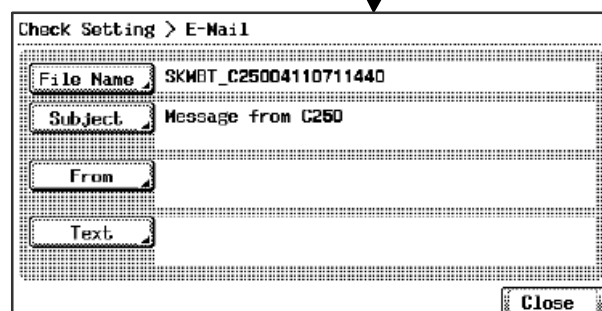 Check Setting > E-Mail
File Name SKMBT_C25004110711440
Subject Message from C250
From
Text
Close